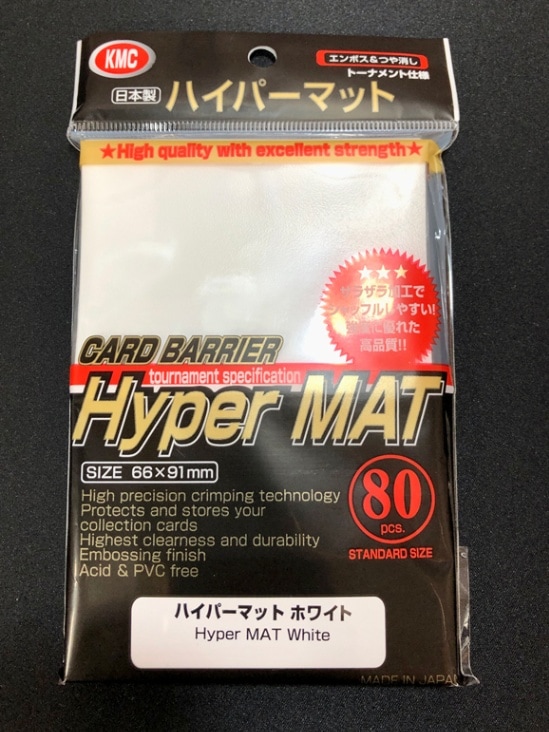 KMC
エンボス&つや消し
トーナメント仕様
日本製 ハイパーマット
★High quality with excellent strength★
ザラザラ加工で
シャッフルしやすい!
に優れた
高品質!!
CARD BARRIER
tournament specification
Hyper MAT
SIZE 66×91mm
80
pcs.
STANDARD SIZE
High precision crimping technology
Protects and stores your
collection cards
Highest clearness and durability
Embossing finish
Acid & PVC free
ハイパーマット ホワイト
Hyper MAT White
MADE IN JAPAN